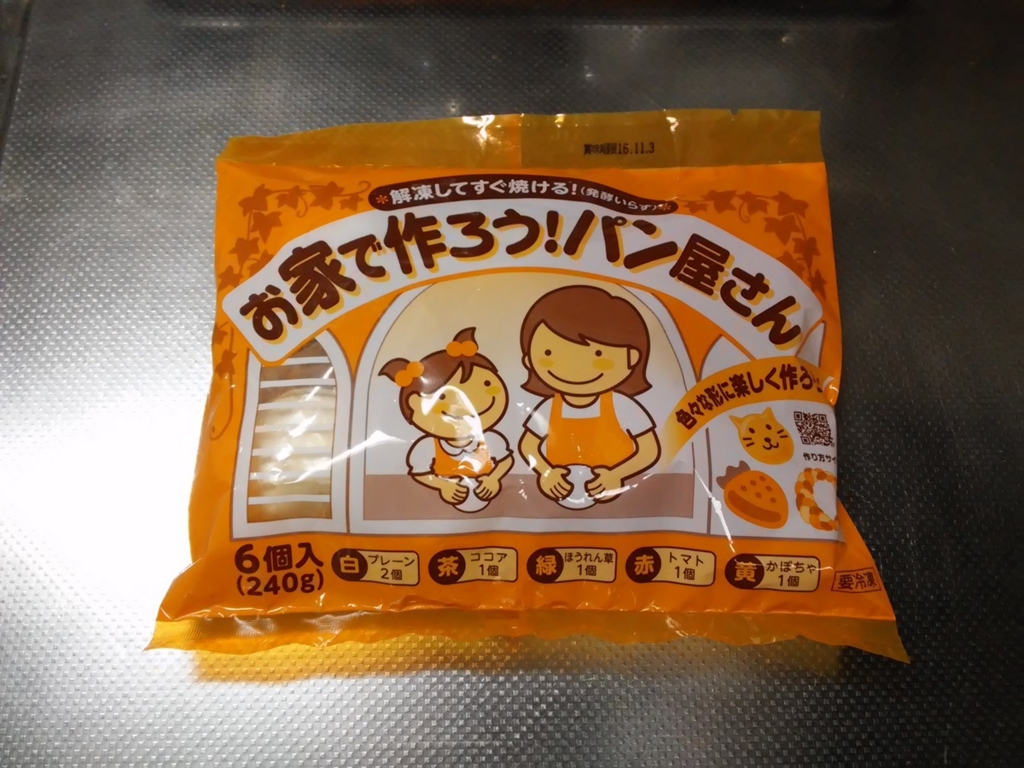 賞味期限16.11.3
*解凍してすぐ焼ける!(発酵いらず)*
お家で作ろう!パン屋さん
色々な形に楽しく作ろ
作り方サイ
6個入
(240g)
白 プレーン
2個
茶 ココア
1個
緑 ほうれん草
1個
赤 トマト
1個
黄 かぼちゃ
1個
要冷凍